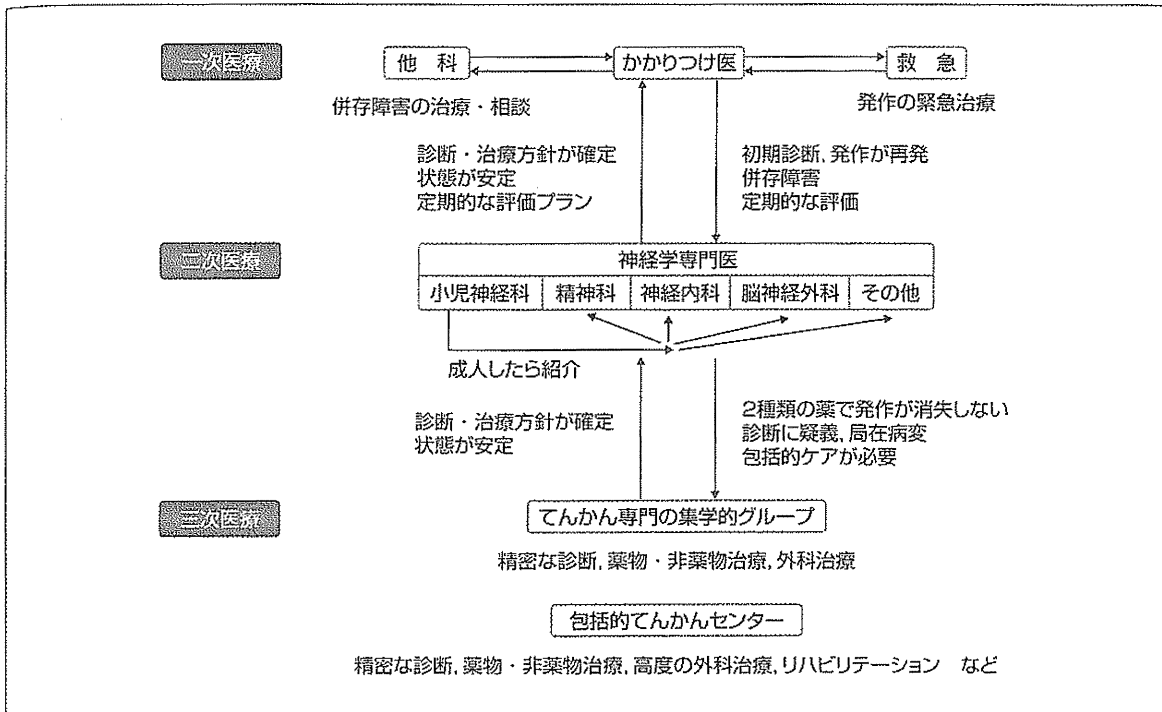 一次医療
他 科
かかりつけ医
救 急
併存障害の治療・相談
発作の緊急治療
診断・治療方針が確定
状態が安定
定期的な評価プラン
初期診断, 発作が再発
併存障害
定期的な評価
二次医療
神経学専門医
小児神経科
精神科
神経内科
脳神経外科
その他
成人したら紹介
診断・治療方針が確定
状態が安定
2種類の薬で発作が消失しない
診断に疑義, 局在病変
包括的ケアが必要
三次医療
てんかん専門の集学的グループ
精密な診断, 薬物・非薬物治療, 外科治療
包括的てんかんセンター
精密な診断, 薬物・非薬物治療, 高度の外科治療, リハビリテーション など